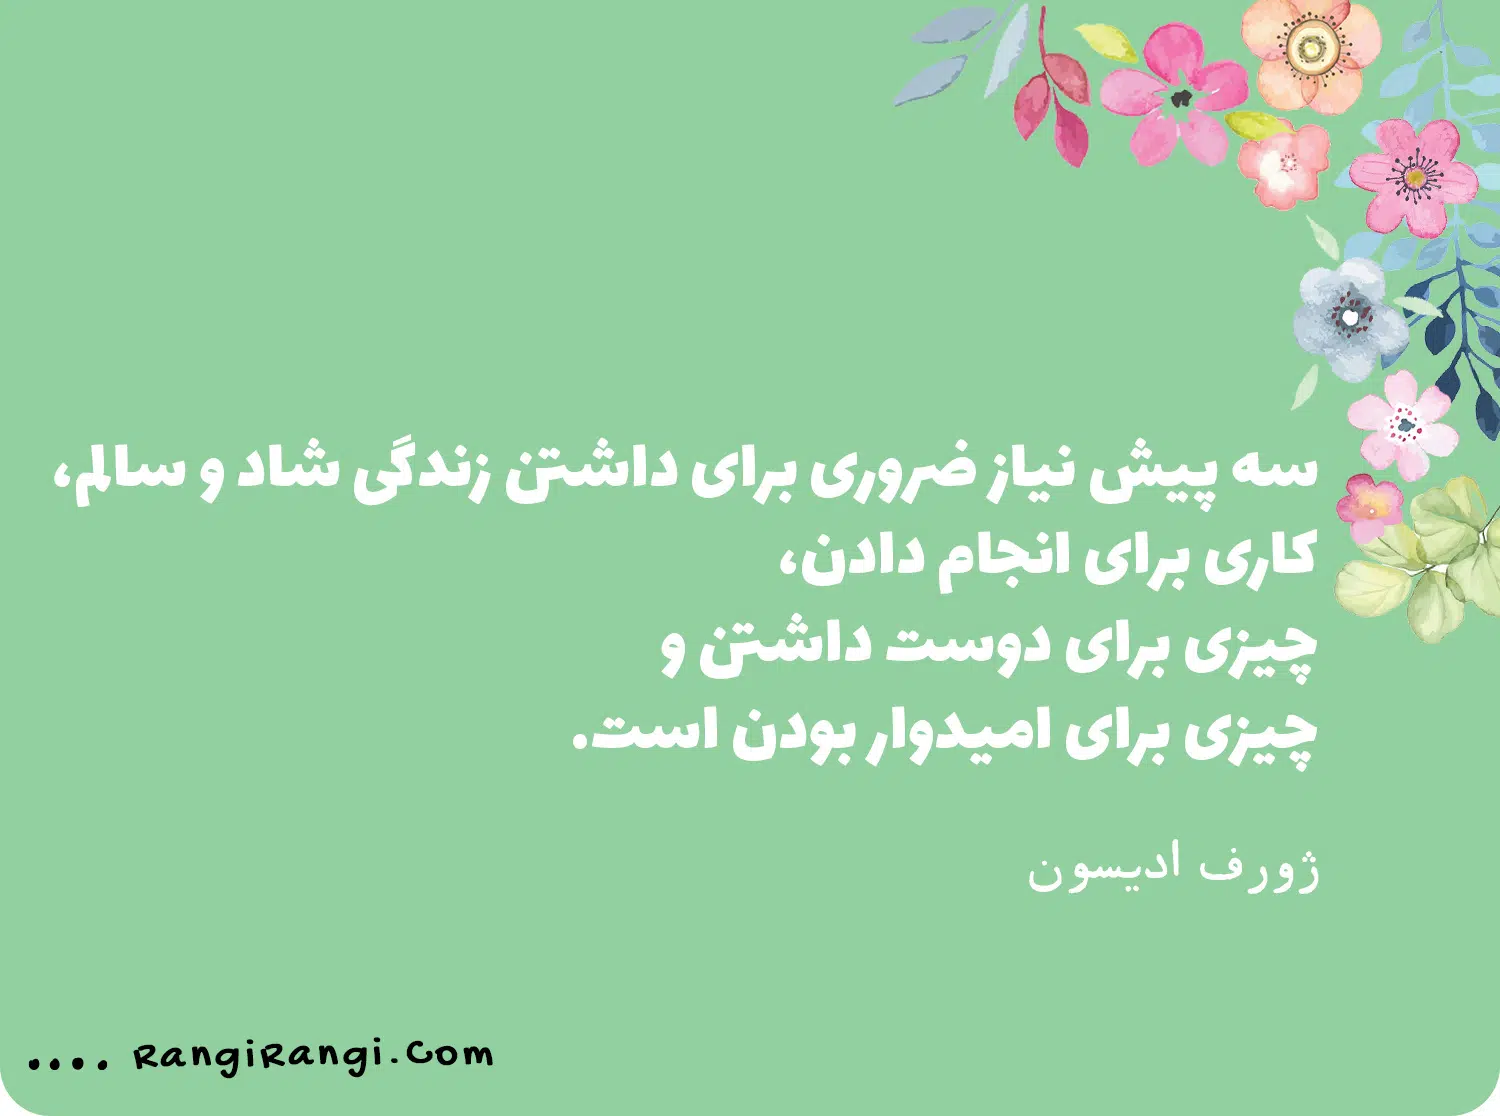 سه پیش نیاز ضروری برای داشتن زندگی شاد و سالم،
کاری برای انجام دادن،
چیزی برای دوست داشتن و
چیزی برای امیدوار بودن است.
ژورف ادیسون
.... RangiRangi.Com